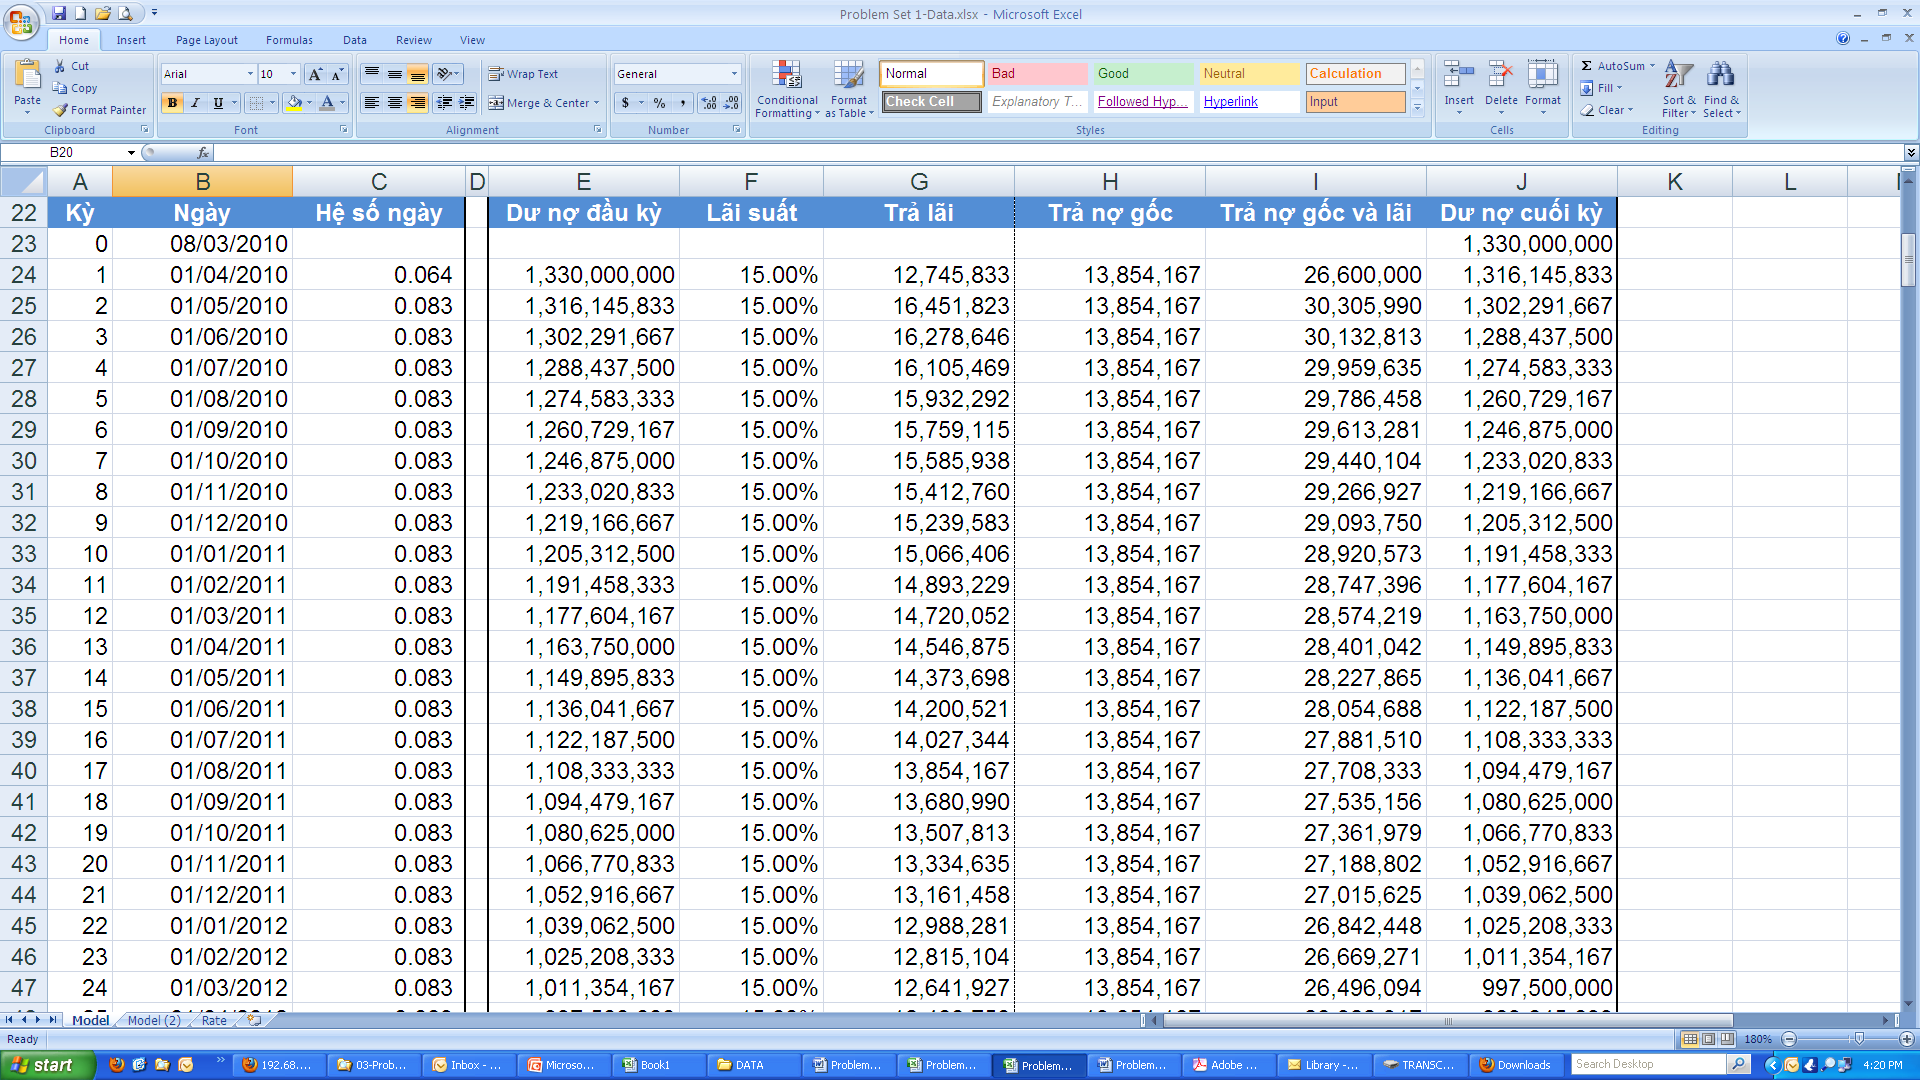 Problem Set 1-Data.xlsx - Microsoft Excel
Home Insert Page Layout Formulas Data Review View
Paste Cut Copy Format Painter Clipboard
Arial 10 B I U Font
Wrap Text Merge & Center Alignment
General $ % , Number
Conditional Formatting Format as Table
Normal Bad Good Neutral Calculation
Check Cell Explanatory T... Followed Hyp... Hyperlink Input
Styles
Insert Delete Format Cells
Σ AutoSum Fill Clear Sort & Filter Find & Select Editing
B20 fx
A B C D E F G H I J K L
22 Kỳ Ngày Hệ số ngày Dư nợ đầu kỳ Lãi suất Trả lãi Trả nợ gốc Trả nợ gốc và lãi Dư nợ cuối kỳ
23 0 08/03/2010 1,330,000,000
24 1 01/04/2010 0.064 1,330,000,000 15.00% 12,745,833 13,854,167 26,600,000 1,316,145,833
25 2 01/05/2010 0.083 1,316,145,833 15.00% 16,451,823 13,854,167 30,305,990 1,302,291,667
26 3 01/06/2010 0.083 1,302,291,667 15.00% 16,278,646 13,854,167 30,132,813 1,288,437,500
27 4 01/07/2010 0.083 1,288,437,500 15.00% 16,105,469 13,854,167 29,959,635 1,274,583,333
28 5 01/08/2010 0.083 1,274,583,333 15.00% 15,932,292 13,854,167 29,786,458 1,260,729,167
29 6 01/09/2010 0.083 1,260,729,167 15.00% 15,759,115 13,854,167 29,613,281 1,246,875,000
30 7 01/10/2010 0.083 1,246,875,000 15.00% 15,585,938 13,854,167 29,440,104 1,233,020,833
31 8 01/11/2010 0.083 1,233,020,833 15.00% 15,412,760 13,854,167 29,266,927 1,219,166,667
32 9 01/12/2010 0.083 1,219,166,667 15.00% 15,239,583 13,854,167 29,093,750 1,205,312,500
33 10 01/01/2011 0.083 1,205,312,500 15.00% 15,066,406 13,854,167 28,920,573 1,191,458,333
34 11 01/02/2011 0.083 1,191,458,333 15.00% 14,893,229 13,854,167 28,747,396 1,177,604,167
35 12 01/03/2011 0.083 1,177,604,167 15.00% 14,720,052 13,854,167 28,574,219 1,163,750,000
36 13 01/04/2011 0.083 1,163,750,000 15.00% 14,546,875 13,854,167 28,401,042 1,149,895,833
37 14 01/05/2011 0.083 1,149,895,833 15.00% 14,373,698 13,854,167 28,227,865 1,136,041,667
38 15 01/06/2011 0.083 1,136,041,667 15.00% 14,200,521 13,854,167 28,054,688 1,122,187,500
39 16 01/07/2011 0.083 1,122,187,500 15.00% 14,027,344 13,854,167 27,881,510 1,108,333,333
40 17 01/08/2011 0.083 1,108,333,333 15.00% 13,854,167 13,854,167 27,708,333 1,094,479,167
41 18 01/09/2011 0.083 1,094,479,167 15.00% 13,680,990 13,854,167 27,535,156 1,080,625,000
42 19 01/10/2011 0.083 1,080,625,000 15.00% 13,507,813 13,854,167 27,361,979 1,066,770,833
43 20 01/11/2011 0.083 1,066,770,833 15.00% 13,334,635 13,854,167 27,188,802 1,052,916,667
44 21 01/12/2011 0.083 1,052,916,667 15.00% 13,161,458 13,854,167 27,015,625 1,039,062,500
45 22 01/01/2012 0.083 1,039,062,500 15.00% 12,988,281 13,854,167 26,842,448 1,025,208,333
46 23 01/02/2012 0.083 1,025,208,333 15.00% 12,815,104 13,854,167 26,669,271 1,011,354,167
47 24 01/03/2012 0.083 1,011,354,167 15.00% 12,641,927 13,854,167 26,496,094 997,500,000
Model Model (2) Rate
Ready 180%
start 192.68.... 03-Prob... Inbox - ... Microso... Book1 DATA Problem... Problem... Problem... Problem... Adobe ... Library -... TRANSC... Downloads Search Desktop 4:20 PM